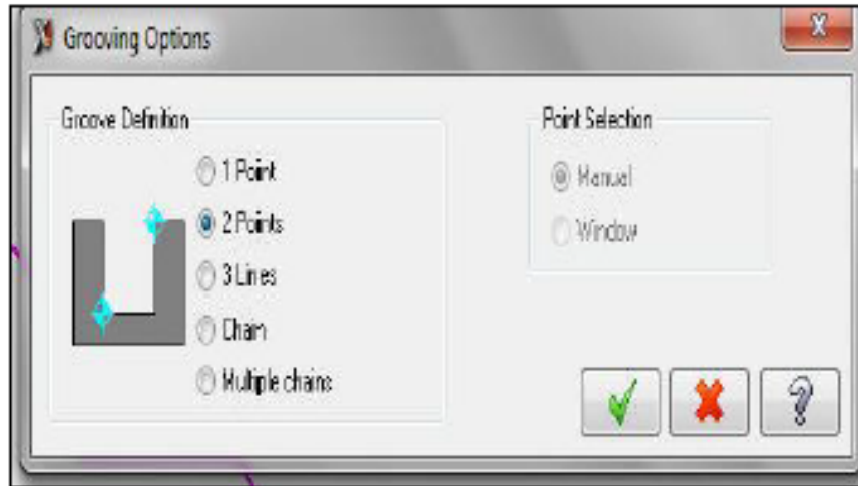 Grooving Options
Groove Definition
1 Point
2 Points
3 Lines
Chain
Multiple chains
Point Selection
Manual
Window